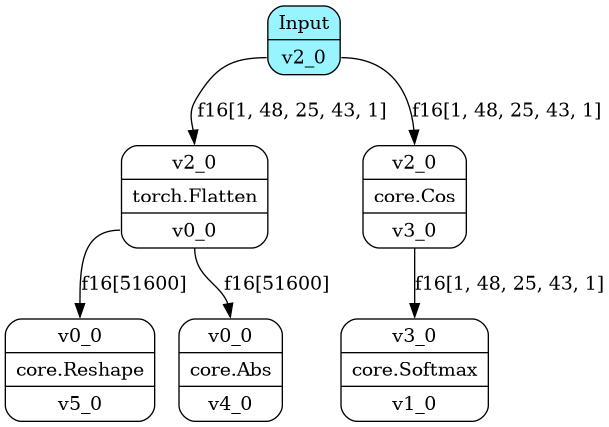 Input
v2_0
f16[1, 48, 25, 43, 1]
f16[1, 48, 25, 43, 1]
v2_0
torch.Flatten
v0_0
v2_0
core.Cos
v3_0
f16[51600]
f16[51600]
f16[1, 48, 25, 43, 1]
v0_0
core.Reshape
v5_0
v0_0
core.Abs
v4_0
v3_0
core.Softmax
v1_0